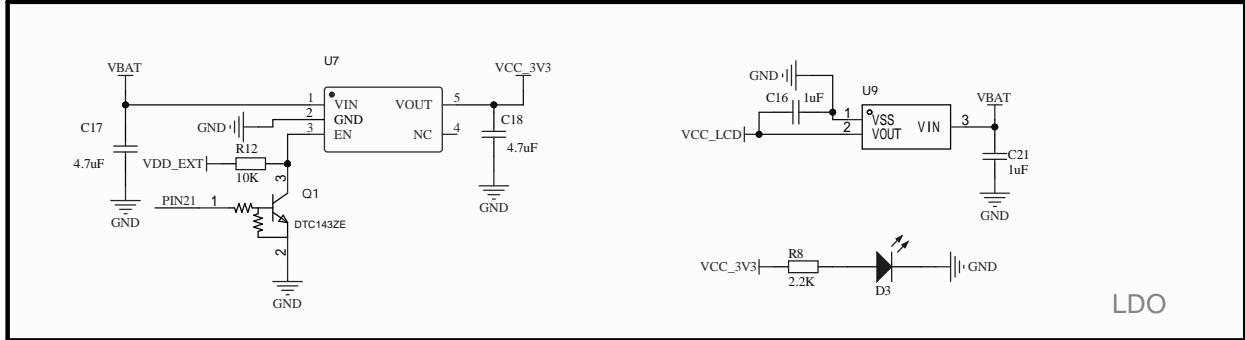 U7
VBAT
VCC_3V3
1
VIN
VOUT
5
2
GND
GND
3
EN
NC
4
C17
4.7uF
C18
4.7uF
R12
VDD_EXT
10K
3
Q1
PIN21
1
DTC143ZE
2
GND
GND
GND
GND
U9
C16
1uF
VBAT
1
VSS
VIN
3
VCC_LCD
2
VOUT
C21
1uF
GND
R8
VCC_3V3
GND
2.2K
D3
LDO